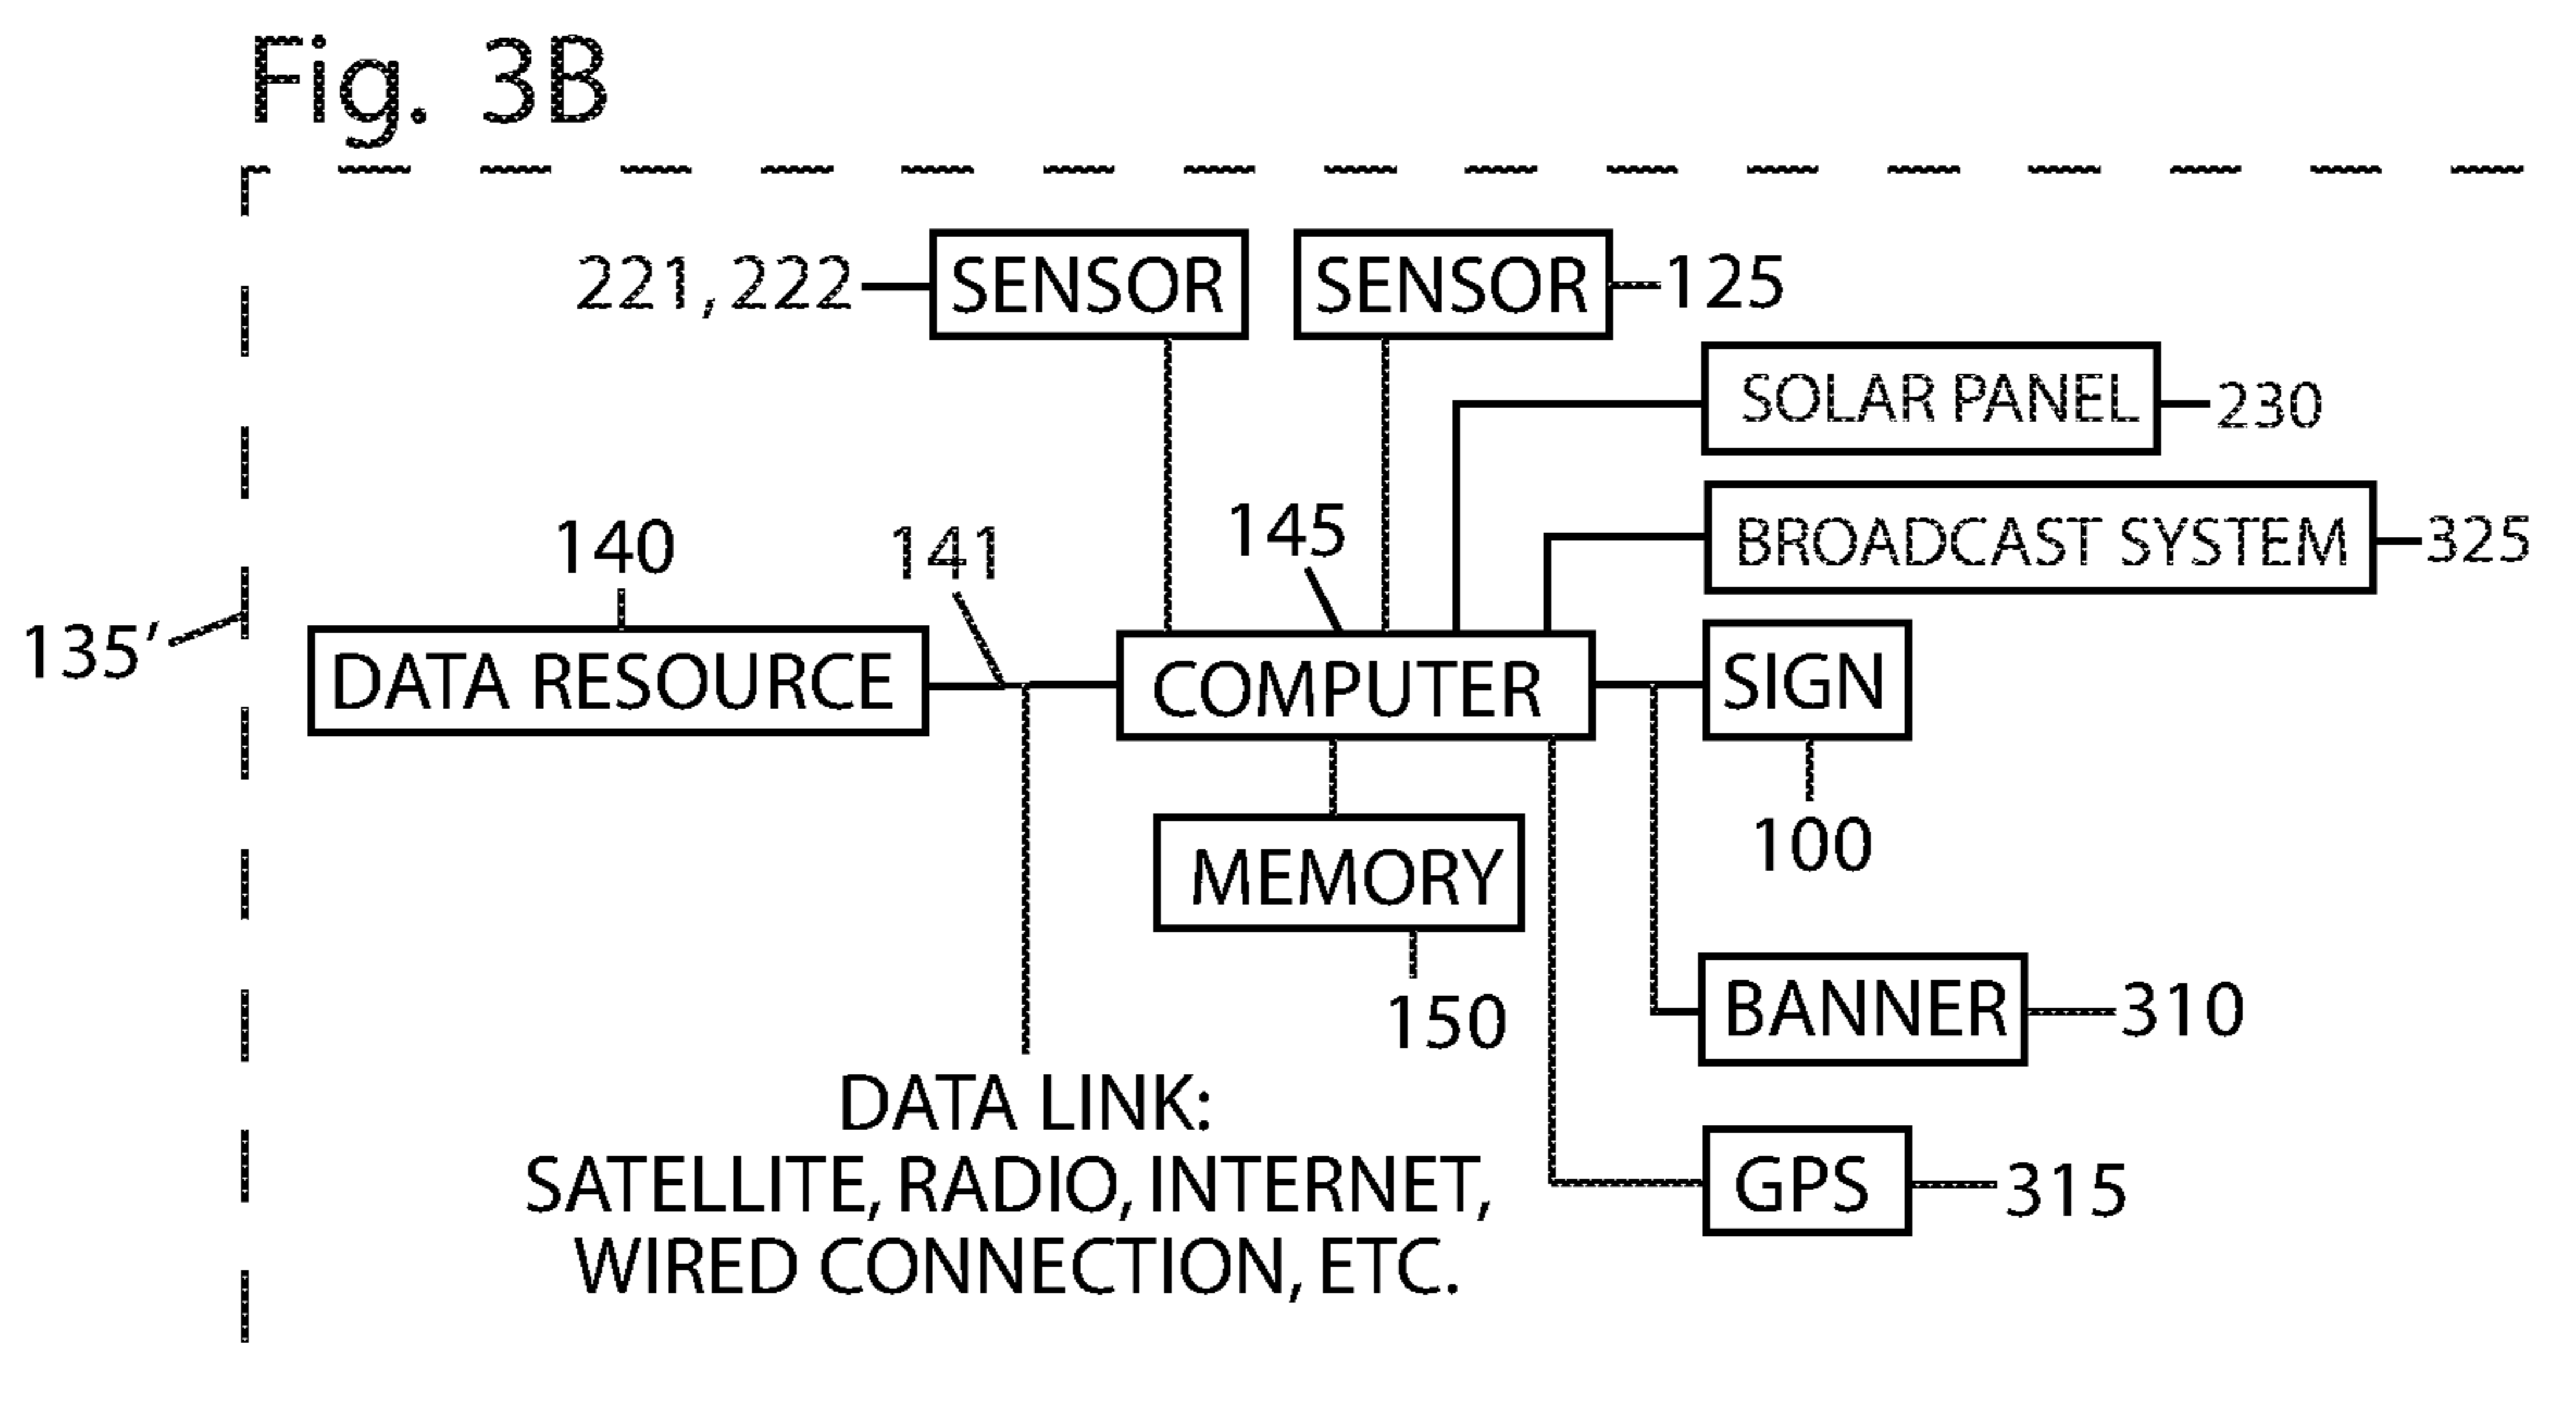 Fig. 3B
221, 222 SENSOR SENSOR 125
SOLAR PANEL 230
BROADCAST SYSTEM 325
140 141 145
135′
DATA RESOURCE COMPUTER SIGN
100
MEMORY
150
BANNER 310
DATA LINK:
SATELLITE, RADIO, INTERNET,
WIRED CONNECTION, ETC.
GPS 315